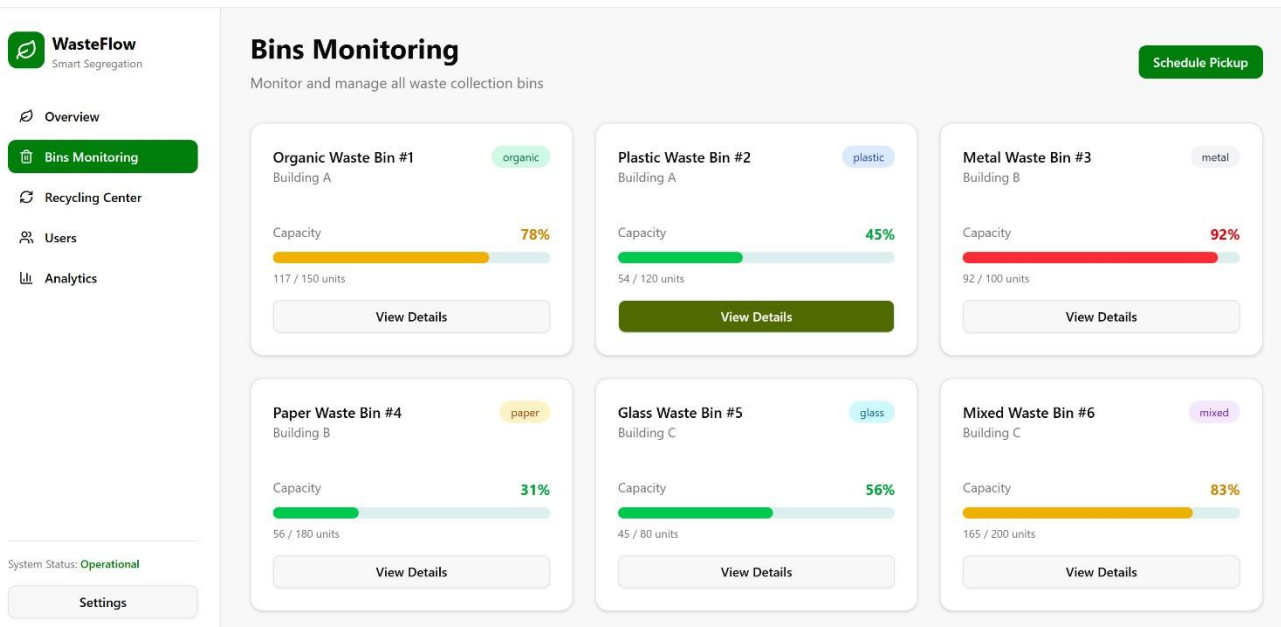 WasteFlow
Smart Segregation
Overview
Bins Monitoring
Recycling Center
Users
Analytics
System Status: Operational
Settings
Bins Monitoring
Monitor and manage all waste collection bins
Schedule Pickup
Organic Waste Bin #1
organic
Building A
Capacity
78%
117 / 150 units
View Details
Plastic Waste Bin #2
plastic
Building A
Capacity
45%
54 / 120 units
View Details
Metal Waste Bin #3
metal
Building B
Capacity
92%
92 / 100 units
View Details
Paper Waste Bin #4
paper
Building B
Capacity
31%
56 / 180 units
View Details
Glass Waste Bin #5
glass
Building C
Capacity
56%
45 / 80 units
View Details
Mixed Waste Bin #6
mixed
Building C
Capacity
83%
165 / 200 units
View Details